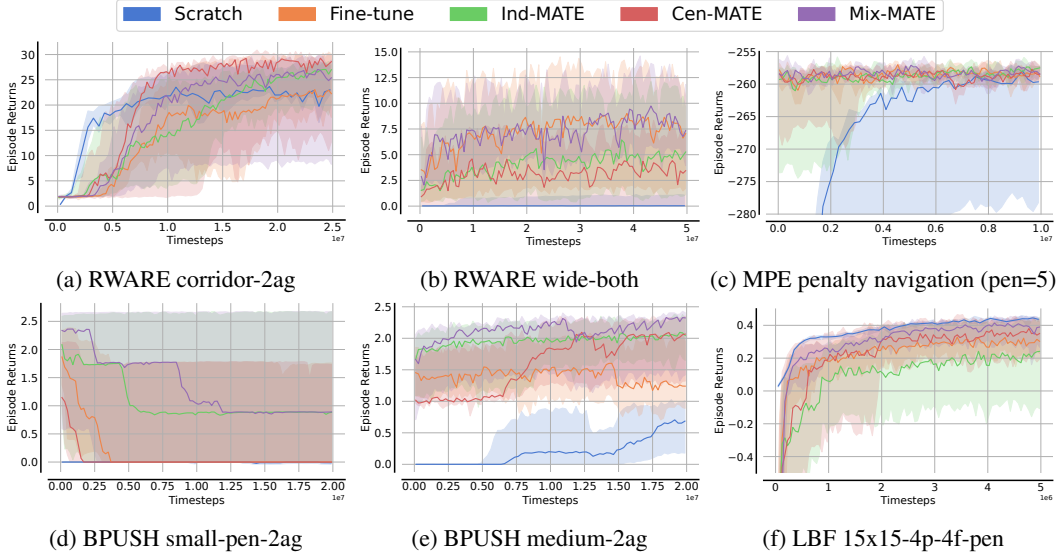 Scratch Fine-tune Ind-MATE Cen-MATE Mix-MATE
Episode Returns
30
25
20
15
10
5
0
0.0 0.5 1.0 1.5 2.0 2.5
Timesteps
1e7
(a) RWARE corridor-2ag
Episode Returns
15.0
12.5
10.0
7.5
5.0
2.5
0.0
0 1 2 3 4 5
Timesteps
1e7
(b) RWARE wide-both
Episode Returns
−255
−260
−265
−270
−275
−280
0.0 0.2 0.4 0.6 0.8 1.0
Timesteps
1e7
(c) MPE penalty navigation (pen=5)
Episode Returns
2.5
2.0
1.5
1.0
0.5
0.0
0.00 0.25 0.50 0.75 1.00 1.25 1.50 1.75 2.00
Timesteps
1e7
(d) BPUSH small-pen-2ag
Episode Returns
2.5
2.0
1.5
1.0
0.5
0.0
0.00 0.25 0.50 0.75 1.00 1.25 1.50 1.75 2.00
Timesteps
1e7
(e) BPUSH medium-2ag
Episode Returns
0.4
0.2
0.0
−0.2
−0.4
0 1 2 3 4 5
Timesteps
1e6
(f) LBF 15x15-4p-4f-pen